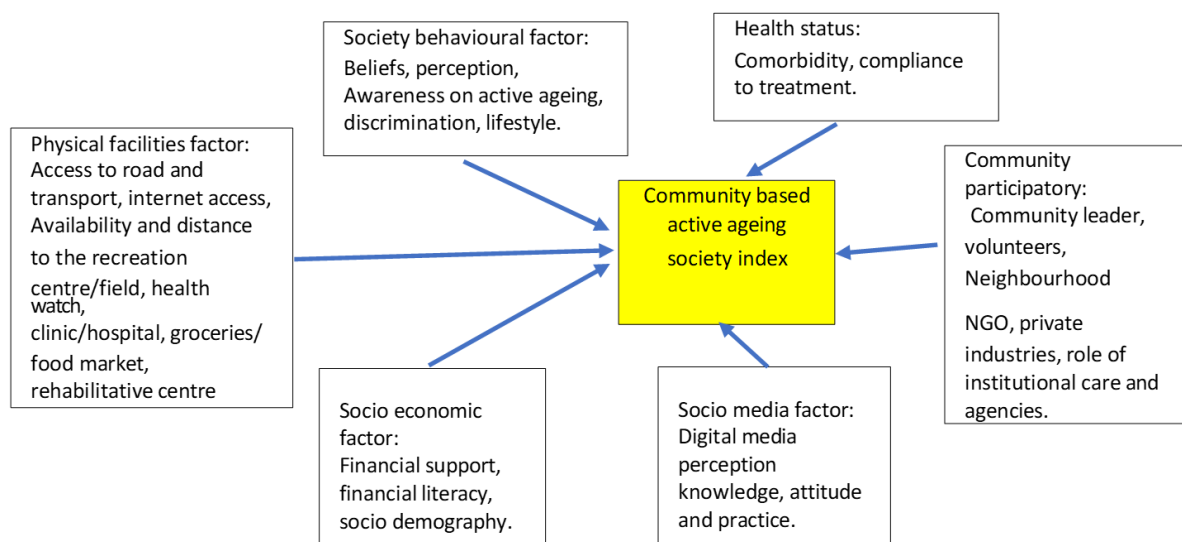 Society behavioural factor:
Beliefs, perception,
Awareness on active ageing,
discrimination, lifestyle.
Health status:
Comorbidity, compliance
to treatment.
Physical facilities factor:
Access to road and
transport, internet access,
Availability and distance
to the recreation
centre/field, health
watch,
clinic/hospital, groceries/
food market,
rehabilitative centre
Community based
active ageing
society index
Community
participatory:
Community leader,
volunteers,
Neighbourhood
NGO, private
industries, role of
institutional care and
agencies.
Socio economic
factor:
Financial support,
financial literacy,
socio demography.
Socio media factor:
Digital media
perception
knowledge, attitude
and practice.